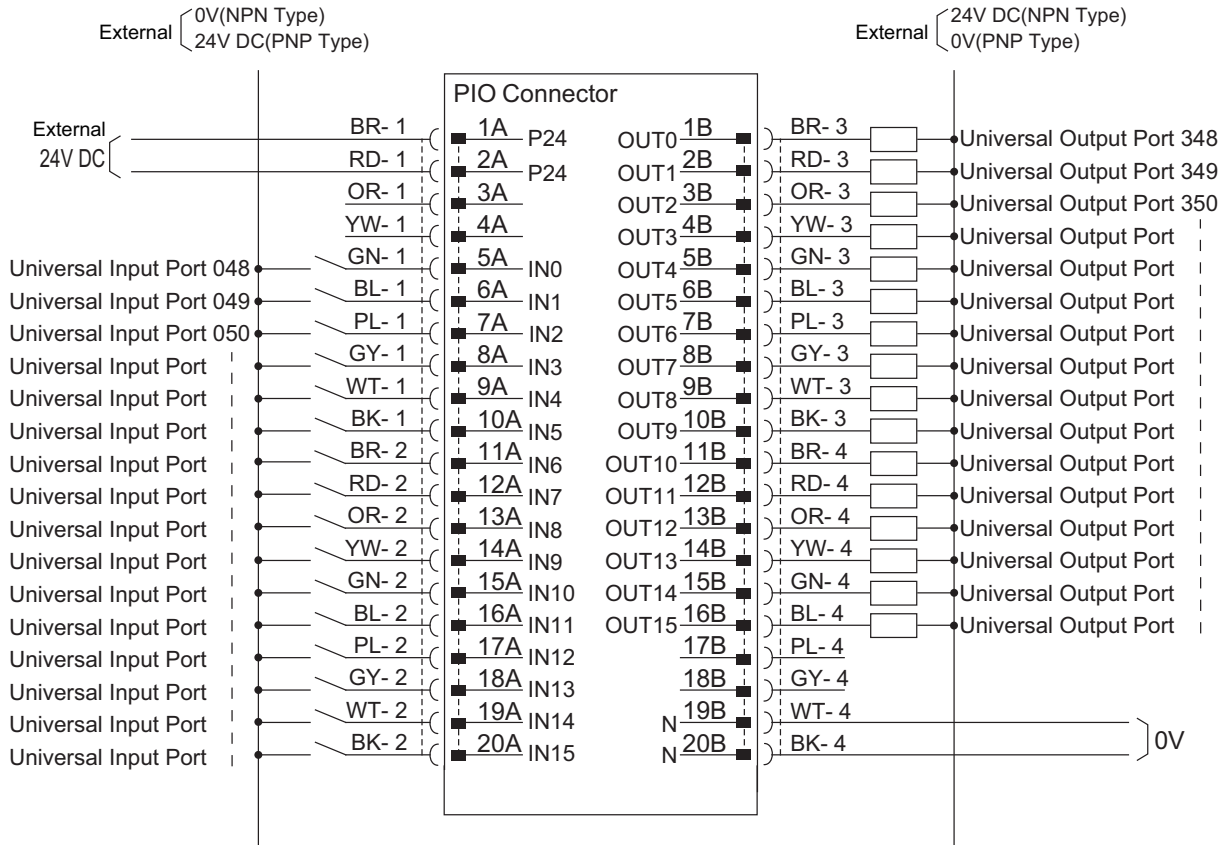 External 0V(NPN Type)
24V DC(PNP Type)
External 24V DC(NPN Type)
0V(PNP Type)
PIO Connector
External
24V DC
BR- 1 1A P24 OUT0 1B BR- 3 Universal Output Port 348
RD- 1 2A P24 OUT1 2B RD- 3 Universal Output Port 349
OR- 1 3A OUT2 3B OR- 3 Universal Output Port 350
YW- 1 4A OUT3 4B YW- 3 Universal Output Port
Universal Input Port 048 GN- 1 5A IN0 OUT4 5B GN- 3 Universal Output Port
Universal Input Port 049 BL- 1 6A IN1 OUT5 6B BL- 3 Universal Output Port
Universal Input Port 050 PL- 1 7A IN2 OUT6 7B PL- 3 Universal Output Port
Universal Input Port GY- 1 8A IN3 OUT7 8B GY- 3 Universal Output Port
Universal Input Port WT- 1 9A IN4 OUT8 9B WT- 3 Universal Output Port
Universal Input Port BK- 1 10A IN5 OUT9 10B BK- 3 Universal Output Port
Universal Input Port BR- 2 11A IN6 OUT10 11B BR- 4 Universal Output Port
Universal Input Port RD- 2 12A IN7 OUT11 12B RD- 4 Universal Output Port
Universal Input Port OR- 2 13A IN8 OUT12 13B OR- 4 Universal Output Port
Universal Input Port YW- 2 14A IN9 OUT13 14B YW- 4 Universal Output Port
Universal Input Port GN- 2 15A IN10 OUT14 15B GN- 4 Universal Output Port
Universal Input Port BL- 2 16A IN11 OUT15 16B BL- 4 Universal Output Port
Universal Input Port PL- 2 17A IN12 17B PL- 4
Universal Input Port GY- 2 18A IN13 18B GY- 4
Universal Input Port WT- 2 19A IN14 N 19B WT- 4
Universal Input Port BK- 2 20A IN15 N 20B BK- 4 0V